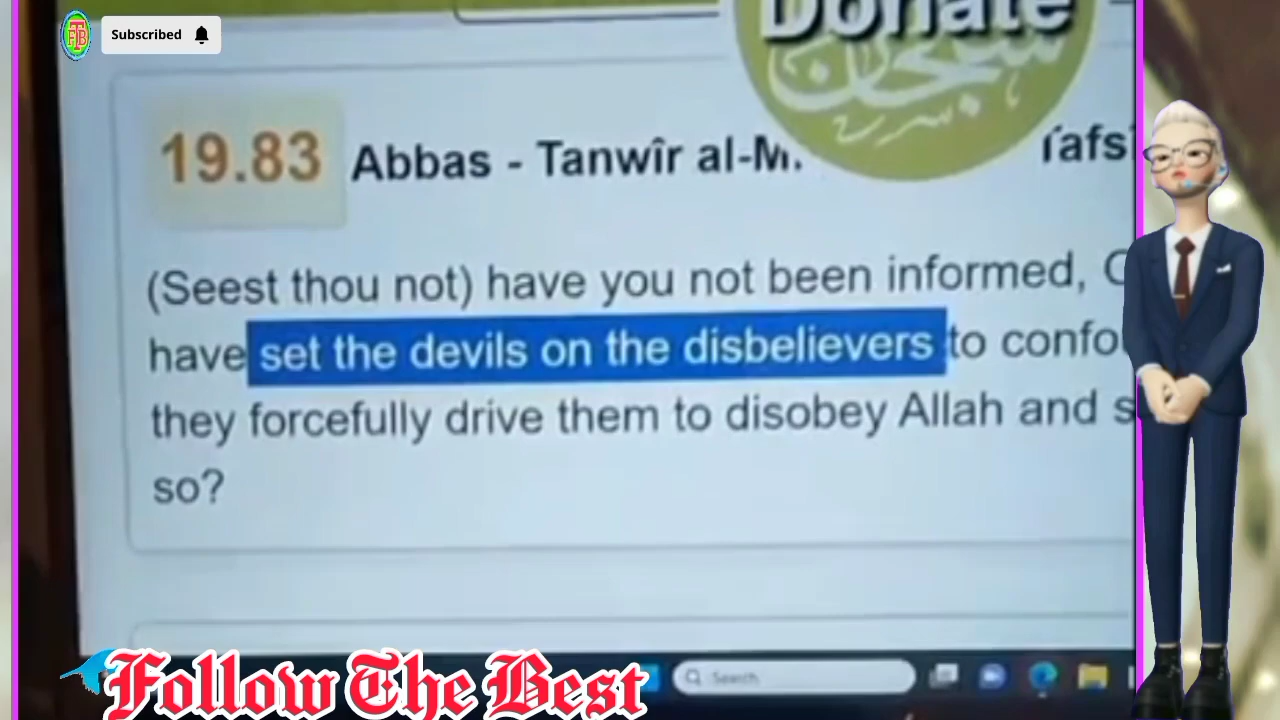 Subscribed
Donate
سبحان
19.83 Abbas - Tanwîr al-M
(Seest thou not) have you not been informed,
have set the devils on the disbelievers to
they forcefully drive them to disobey Allah and
so?
Search
Follow The Best